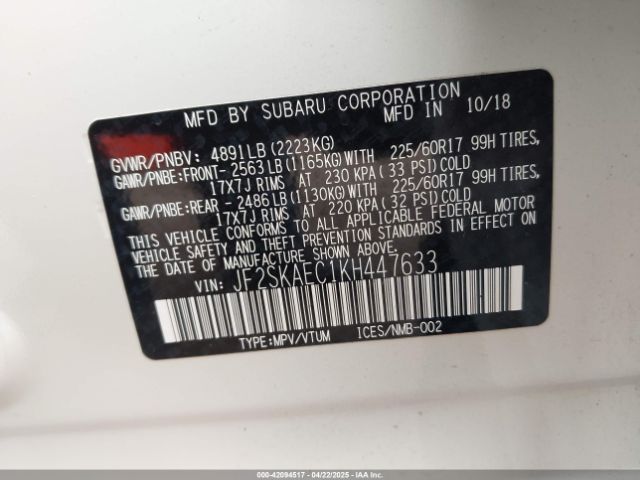 MFD BY SUBARU CORPORATION
MFD IN 10/18
GVWR/PNBV: 4891LB(2223KG)
GAWR/PNBE:FRONT-2563LB(1165KG)WITH 225/60R17 99H TIRES,
17X7J RIMS AT 230 KPA(33 PSI)COLD
GAWR/PNBE:REAR -2486LB(1130KG)WITH 225/60R17 99H TIRES,
17X7J RIMS AT 220 KPA(32 PSI)COLD
THIS VEHICLE CONFORMS TO ALL APPLICABLE FEDERAL MOTOR
VEHICLE SAFETY AND THEFT PREVENTION STANDARDS IN EFFECT ON THE
DATE OF MANUFACTURE SHOWN ABOVE.
VIN: JF2SKAEC1KH447633
TYPE:MPV/VTUM ICES/NMB-002
000-42094517 - 04/22/2025 - IAAI.COM